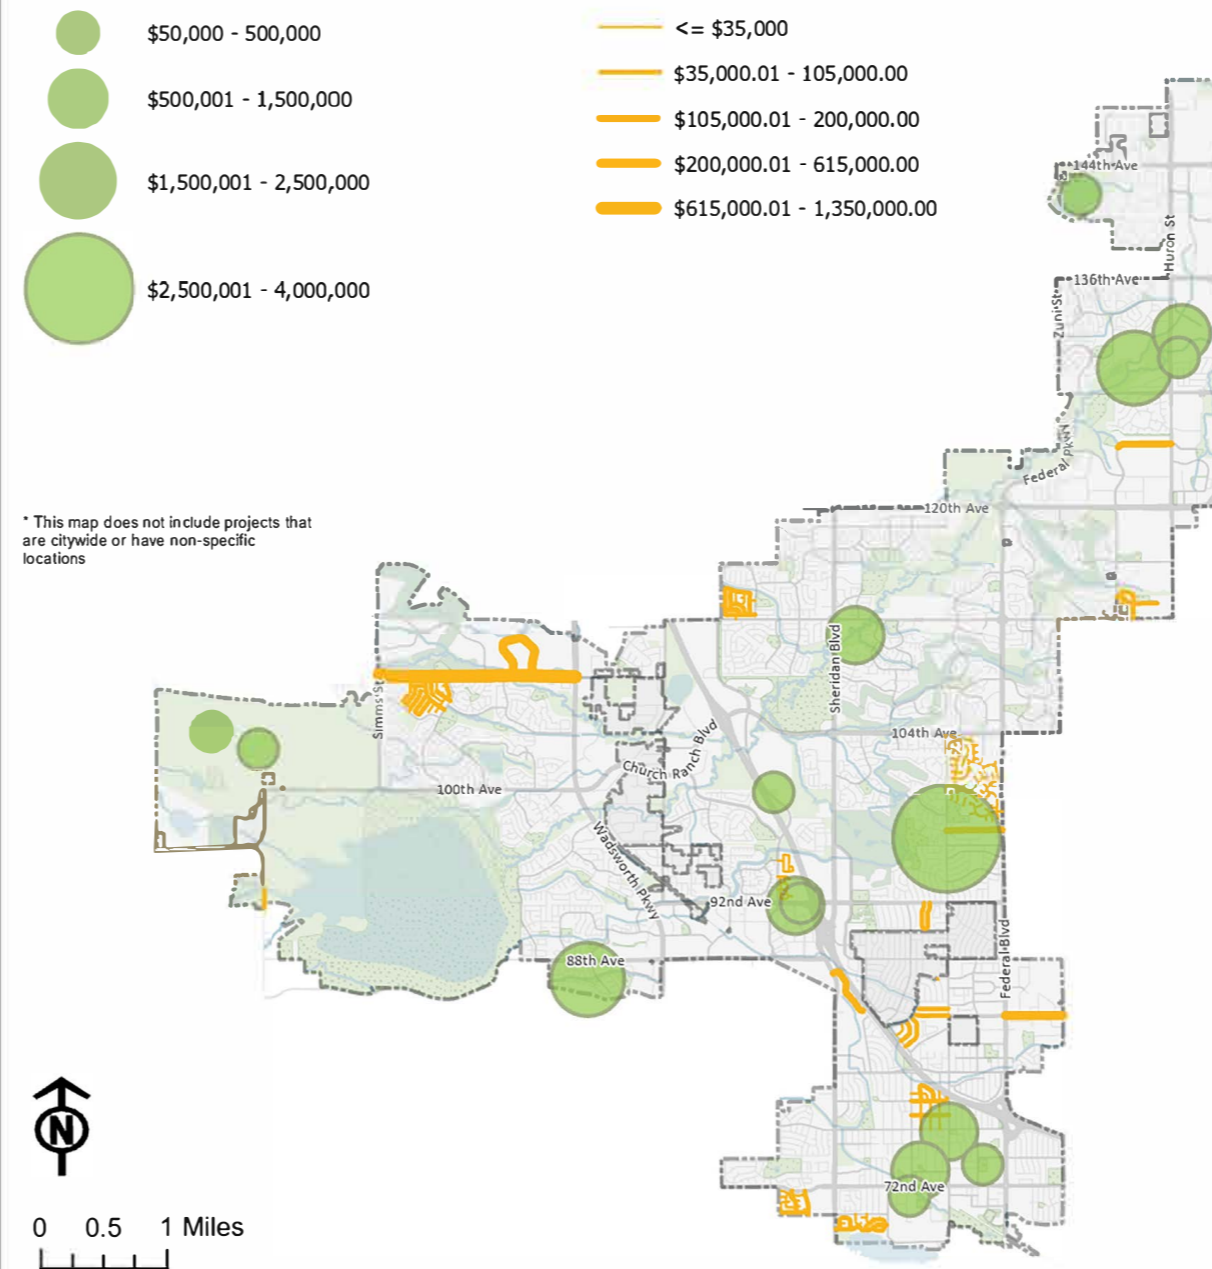 $50,000 - 500,000
$500,001 - 1,500,000
$1,500,001 - 2,500,000
$2,500,001 - 4,000,000
<= $35,000
$35,000.01 - 105,000.00
$105,000.01 - 200,000.00
$200,000.01 - 615,000.00
$615,000.01 - 1,350,000.00
* This map does not include projects that
are citywide or have non-specific
locations
144th Ave
Huron St
136th Ave
Zuni St
Federal Pkwy
120th Ave
Sheridan Blvd
Simms St
104th Ave
Church Ranch Blvd
100th Ave
Wadsworth Pkwy
92nd Ave
88th Ave
Federal Blvd
72nd Ave
N
0 0.5 1 Miles